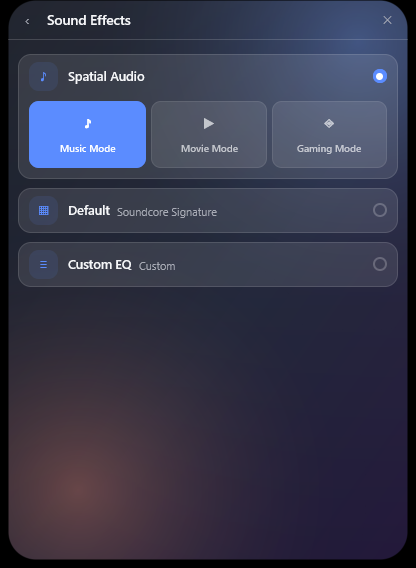 Sound Effects
Spatial Audio
Music Mode
Movie Mode
Gaming Mode
Default Soundcore Signature
Custom EQ Custom